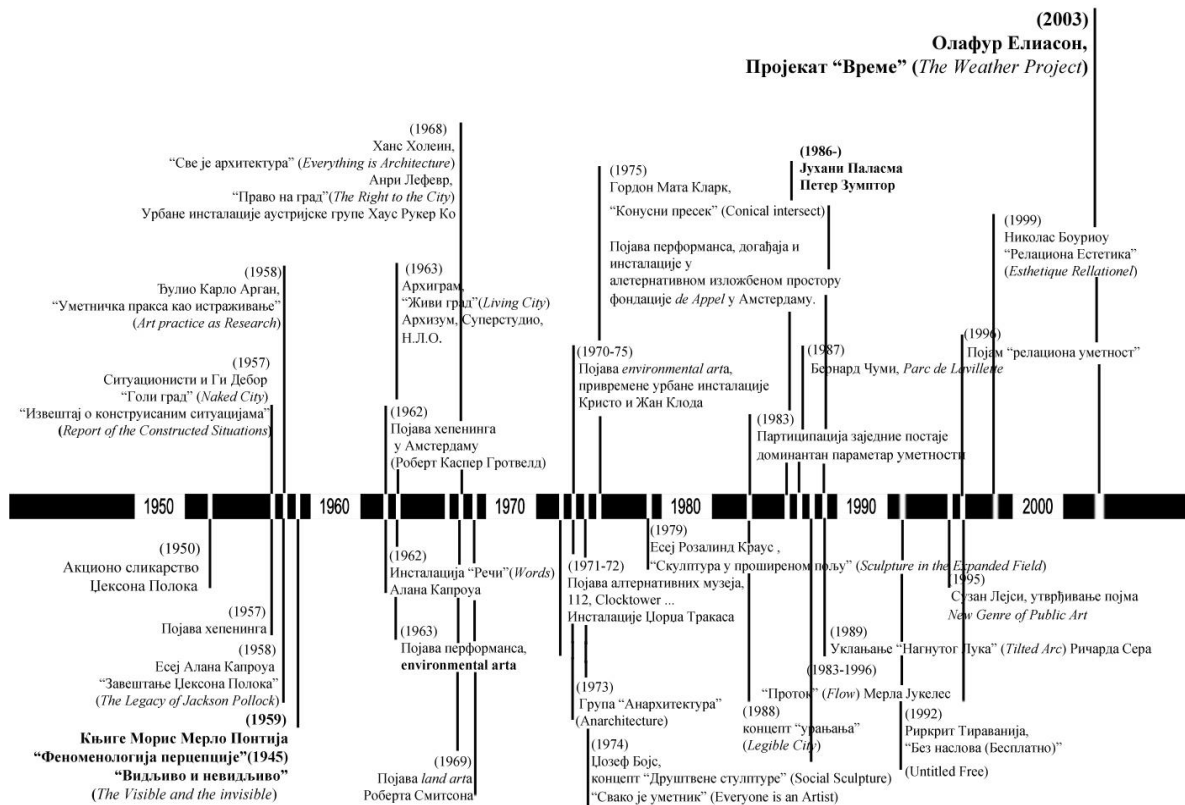 (2003)
Олафур Елиасон,
Пројекат “Време” (The Weather Project)
(1968)
Ханс Холеин,
“Све је архитектура” (Everything is Architecture)
Анри Лефевр,
“Право на град”(The Right to the City)
Урбане инсталације аустријске групе Хаус Рукер Ко
(1975)
Гордон Мата Кларк,
“Конусни пресек” (Conical intersect)
Појава перформанса, догађаја и
инсталације у
алетернативном изложбеном простору
фондације de Appel у Амстердаму.
(1986-)
Јухани Паласма
Петер Зумптор
(1999)
Николас Боуриоу
“Релациона Естетика”
(Esthetique Rellationel)
(1958)
Ђулио Карло Арган,
“Уметничка пракса као истраживање”
(Art practice as Research)
(1963)
Архиграм,
“Живи град”(Living City)
Архизум, Суперстудио,
Н.Л.О.
(1957)
Ситуационисти и Ги Дебор
“Голи град” (Naked City)
“Извештај о конструисаним ситуацијама”
(Report of the Constructed Situations)
(1962)
Појава хепенинга
у Амстердаму
(Роберт Каспер Гротвелд)
(1970-75)
Појава environmental artа,
привремене урбане инсталације
Кристо и Жан Клода
(1987)
Бернард Чуми, Parc de Lavillette
(1996)
Појам “релациона уметност”
(1983)
Партиципација заједние постаје
доминантан параметар уметности
1950 1960 1970 1980 1990 2000
(1950)
Акционо сликарство
Џексона Полока
(1957)
Појава хепенинга
(1958)
Есеј Алана Капроуа
“Завештање Џексона Полока”
(The Legacy of Jackson Pollock)
(1959)
Књиге Морис Мерло Понтија
“Феноменологија перцепције”(1945)
“Видљиво и невидљиво”
(The Visible and the invisible)
(1962)
Инсталација “Речи”(Words)
Алана Капроуа
(1963)
Појава перформанса,
environmental artа
(1969)
Појава land artа
Роберта Смитсона
(1971-72)
Појава алтернативних музеја,
112, Clocktower ...
Инсталације Џорџа Тракаса
(1973)
Група “Анархитектура”
(Anarchitecture)
(1974)
Џозеф Бојс,
концепт “Друштвене стулптуре” (Social Sculpture)
“Свако је уметник” (Everyone is an Artist)
(1979)
Есеј Розалинд Краус ,
“Скулптура у проширеном пољу” (Sculpture in the Expanded Field)
(1989)
Уклањање “Нагнутог Лука” (Tilted Arc) Ричарда Сера
(1983-1996)
“Проток” (Flow) Мерла Јукелес
(1988)
концепт “урањања”
(Legible City)
(1995)
Сузан Лејси, утврђивање појма
New Genre of Public Art
(1992)
Риркрит Тираванија,
“Без наслова (Бесплатно)”
(Untitled Free)